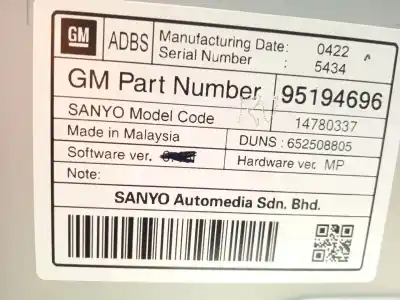 GM ADBS Manufacturing Date: 0422
Serial Number : 5434
GM Part Number 95194696
SANYO Model Code 14780337
Made in Malaysia DUNS : 652508805
Software ver. Hardware ver. MP
Note:
SANYO Automedia Sdn. Bhd.